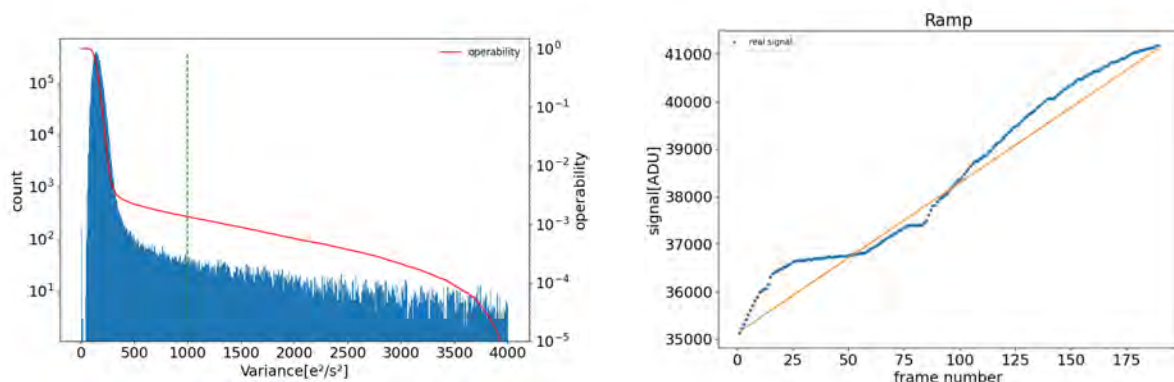 operability
10⁵
10⁴
10³
10²
10¹
count
10⁰
10⁻¹
10⁻²
10⁻³
10⁻⁴
10⁻⁵
operability
0 500 1000 1500 2000 2500 3000 3500 4000
Variance[e²/s²]
Ramp
real signal
41000
40000
39000
38000
37000
36000
35000
signal[ADU]
0 25 50 75 100 125 150 175
frame number